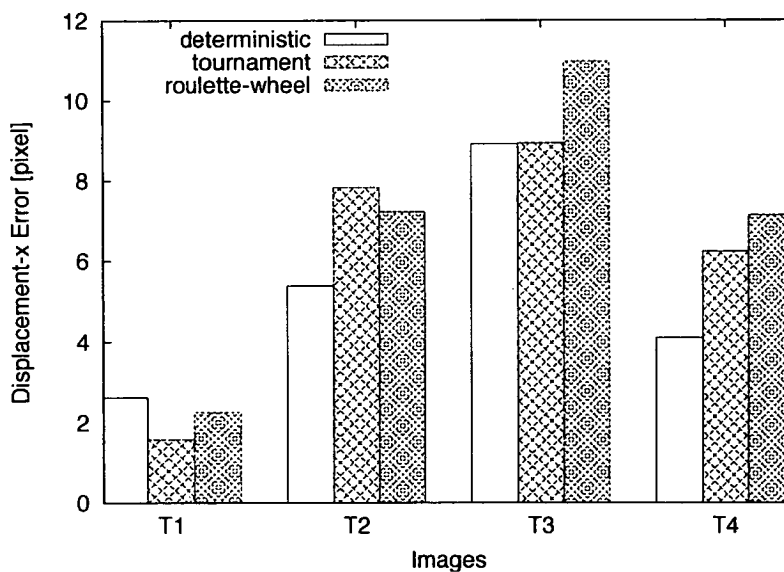 12
10
8
6
4
2
0
Displacement-x Error [pixel]
deterministic
tournament
roulette-wheel
T1 T2 T3 T4
Images